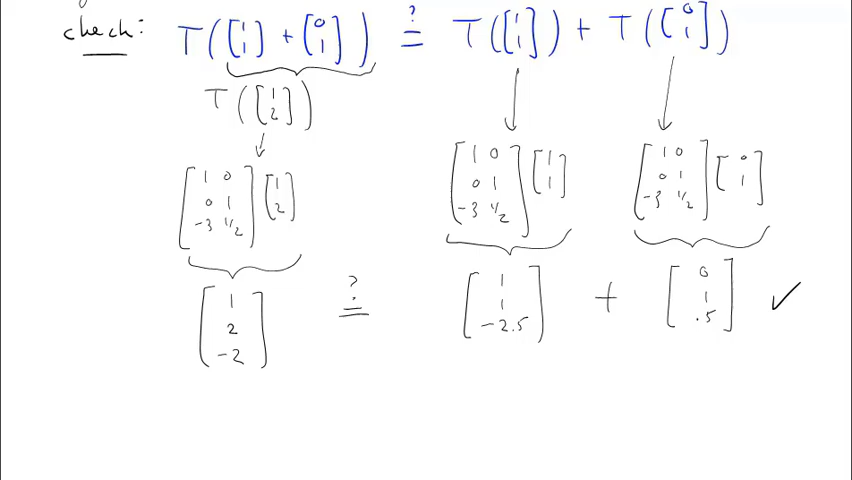 check: T([1 1] + [0 1]) ?= T([1 1]) + T([0 1])
T([1 2])
[1 0 0 1 -3 1/2] [1 2] [1 0 0 1 -3 1/2] [1 1] [1 0 0 1 -3 1/2] [0 1]
[1 2 -2] ?= [1 1 -2.5] + [0 1 .5] ✓